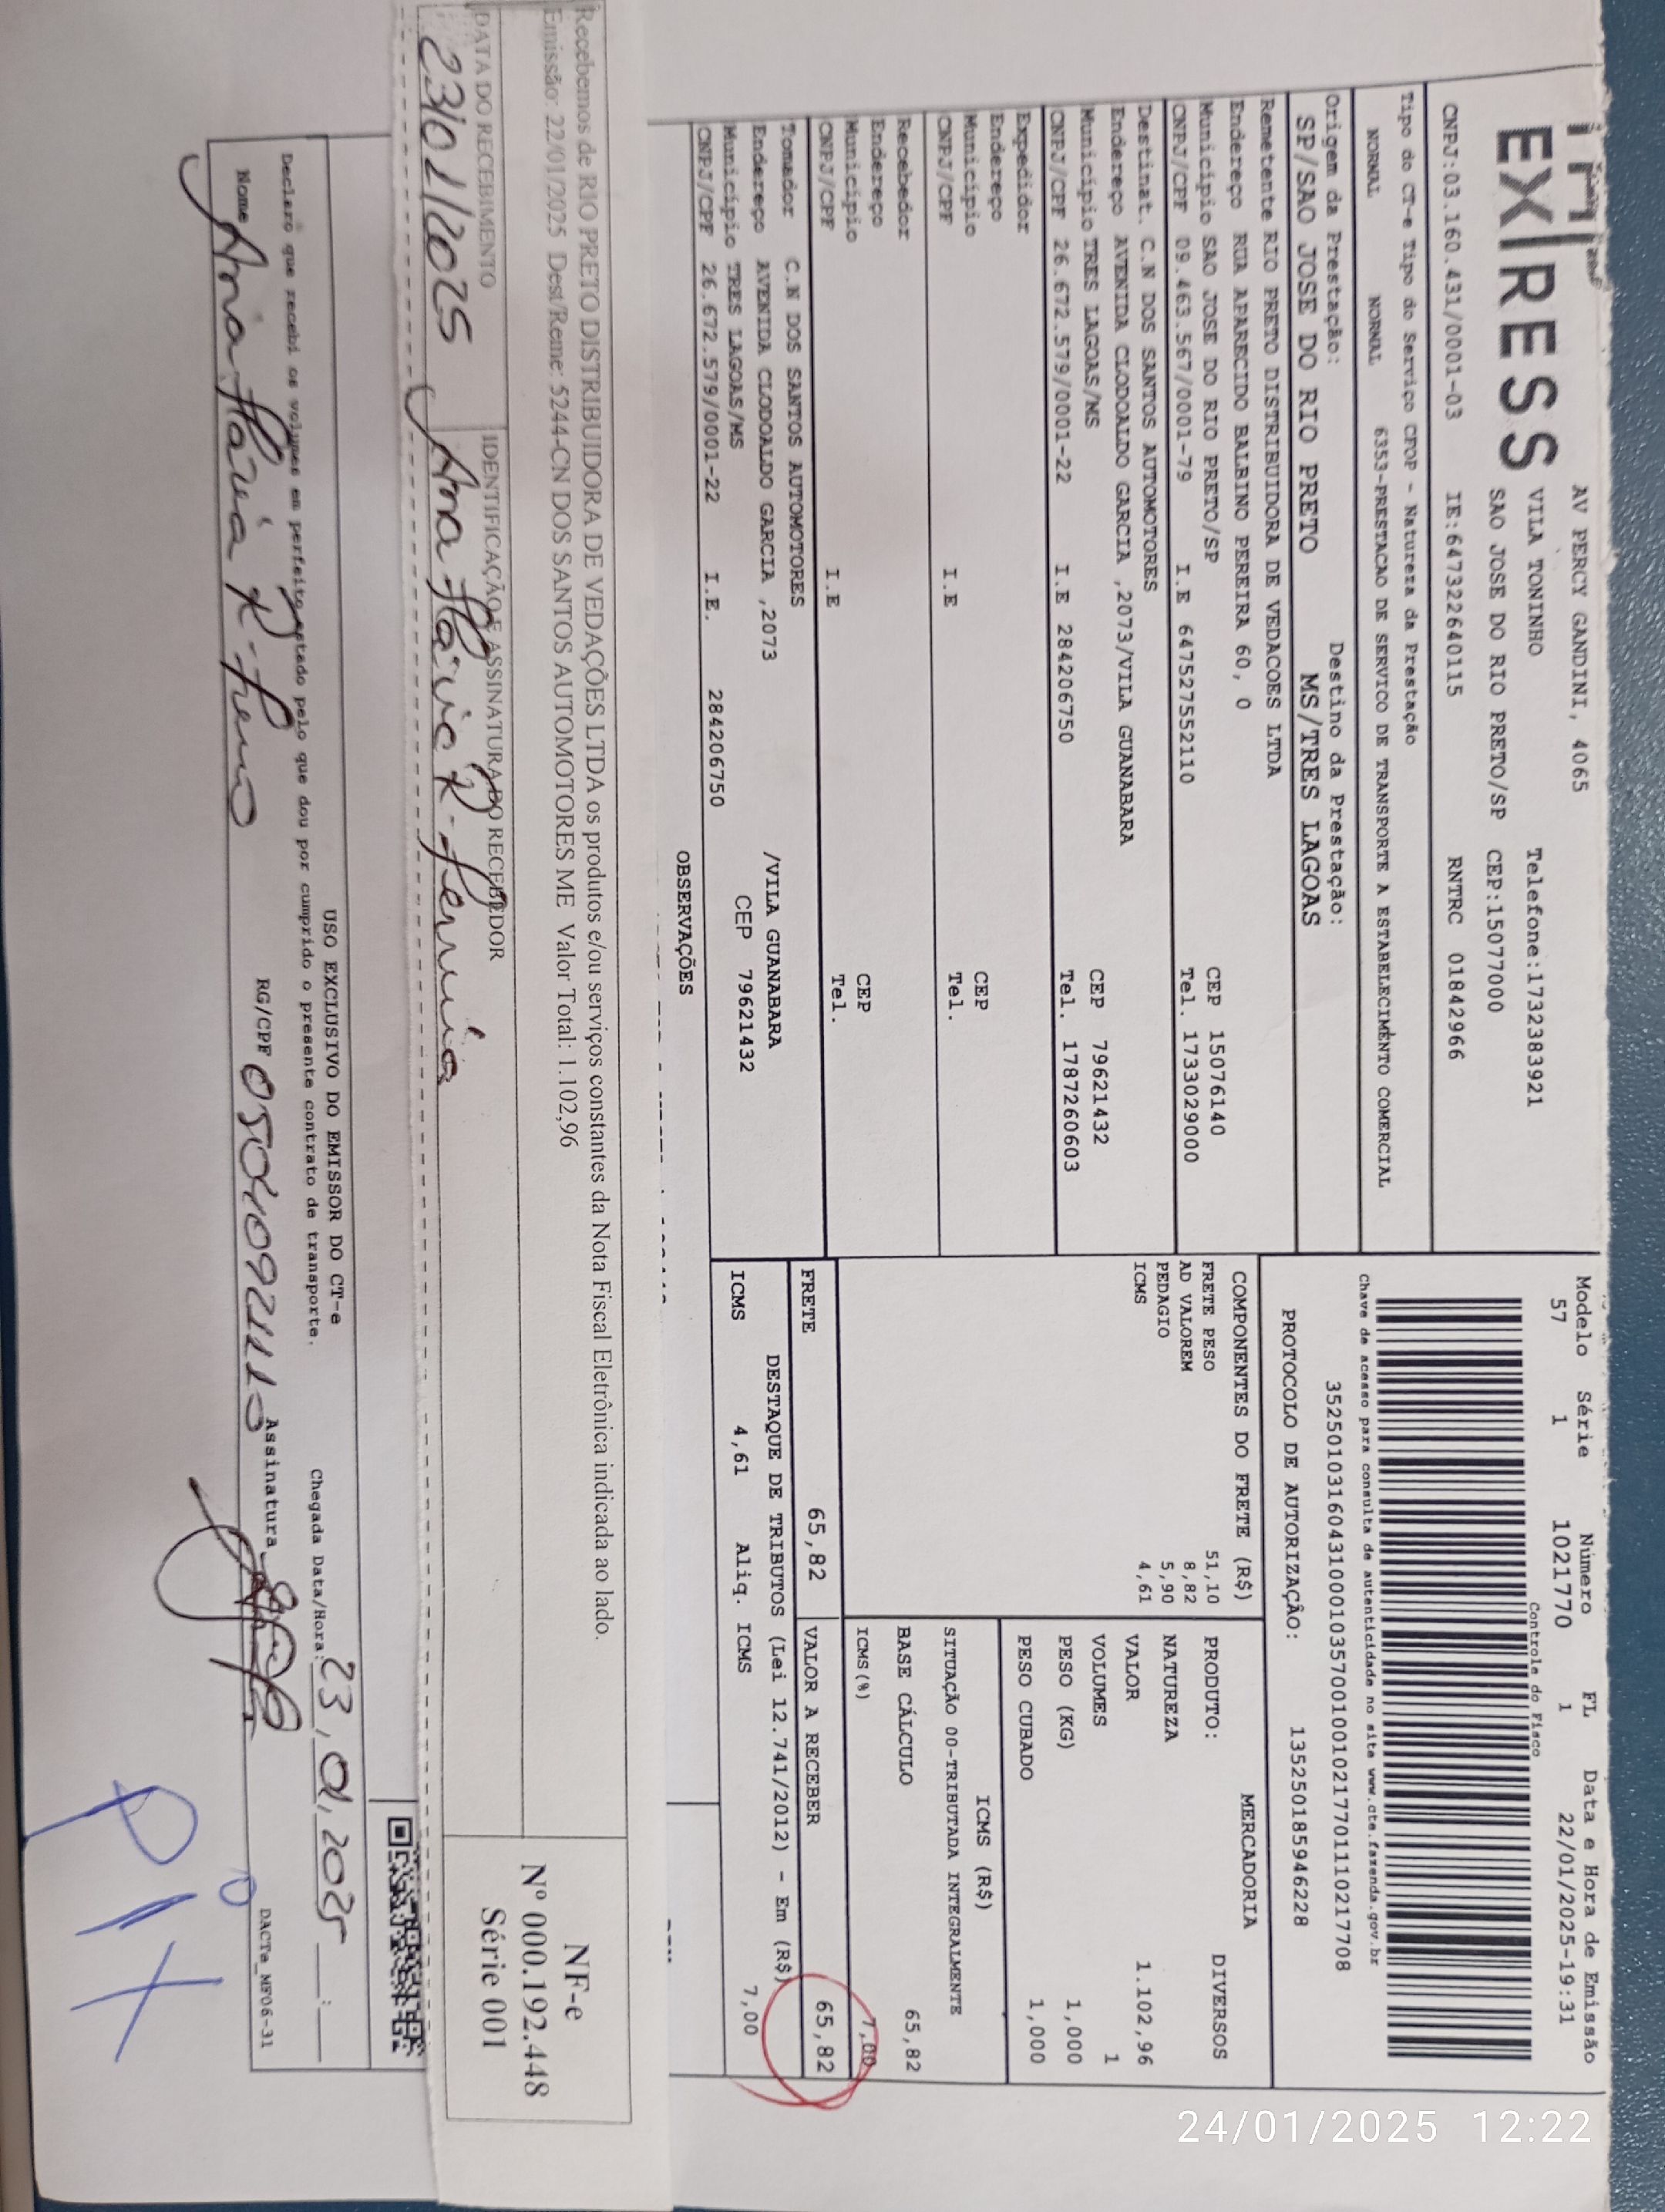 EXPRESS
AV PERCY GANDINI, 4065
VILA TONINHO Telefone:1732383921
SAO JOSE DO RIO PRETO/SP CEP:15077000
CNPJ:03.160.431/0001-03 IE:647322640115 RNTRC 01842966
Modelo Série Número FL Data e Hora de Emissão
57 1 1021770 1 22/01/2025-19:31
Controle do Fisco
Chave de acesso para consulta de autenticidade no site www.cte.fazenda.gov.br
35250103160431000103570010010217701110217708
PROTOCOLO DE AUTORIZAÇÃO: 135250185946228
Tipo do CT-e Tipo do Serviço CFOP - Natureza da Prestação
NORMAL NORMAL 6353-PRESTACAO DE SERVICO DE TRANSPORTE A ESTABELECIMENTO COMERCIAL
Origem da Prestação: Destino da Prestação:
SP/SAO JOSE DO RIO PRETO MS/TRES LAGOAS
Remetente RIO PRETO DISTRIBUIDORA DE VEDACOES LTDA
Endereço RUA APARECIDO BALBINO PEREIRA 60, 0
Município SAO JOSE DO RIO PRETO/SP CEP 15076140
CNPJ/CPF 09.463.567/0001-79 I.E 647527552110 Tel. 1733029000
Destinat. C.N DOS SANTOS AUTOMOTORES
Endereço AVENIDA CLODOALDO GARCIA ,2073/VILA GUANABARA
Município TRES LAGOAS/MS CEP 79621432
CNPJ/CPF 26.672.579/0001-22 I.E 284206750 Tel. 1787260603
Expedidor
Endereço
Município CEP
CNPJ/CPF I.E Tel.
Recebedor
Endereço
Município CEP
CNPJ/CPF I.E Tel.
Tomador C.N DOS SANTOS AUTOMOTORES
Endereço AVENIDA CLODOALDO GARCIA ,2073 /VILA GUANABARA
Município TRES LAGOAS/MS CEP 79621432
CNPJ/CPF 26.672.579/0001-22 I.E. 284206750
OBSERVAÇÕES
COMPONENTES DO FRETE (R$)
FRETE PESO 51,10
AD VALOREM 8,82
PEDAGIO 5,90
ICMS 4,61
MERCADORIA
PRODUTO: DIVERSOS
NATUREZA
VALOR 1.102,96
VOLUMES 1
PESO (KG) 1,000
PESO CUBADO 1,000
ICMS (R$)
SITUAÇÃO 00-TRIBUTADA INTEGRALMENTE
BASE CÁLCULO 65,82
ICMS(%) 7,00
FRETE 65,82 VALOR A RECEBER 65,82
DESTAQUE DE TRIBUTOS (Lei 12.741/2012) - Em (R$)
ICMS 4,61 Aliq. ICMS 7,00
Recebemos de RIO PRETO DISTRIBUIDORA DE VEDAÇÕES LTDA os produtos e/ou serviços constantes da Nota Fiscal Eletrônica indicada ao lado.
Emissão: 22/01/2025 Dest/Reme: 5244-CN DOS SANTOS AUTOMOTORES ME Valor Total: 1.102,96
DATA DO RECEBIMENTO IDENTIFICAÇÃO E ASSINATURA DO RECEBEDOR
23/01/2025 Ana Flávia R.
NF-e
Nº 000.192.448
Série 001
USO EXCLUSIVO DO EMISSOR DO CT-e
Declaro que recebi os volumes em perfeito estado pelo que dou por cumprido o presente contrato de transporte.
Chegada Data/Hora: 23,01,2025 :
Nome Ana Flávia R. RG/CPF Assinatura
DACTe_MF06-31
PIX
24/01/2025 12:22